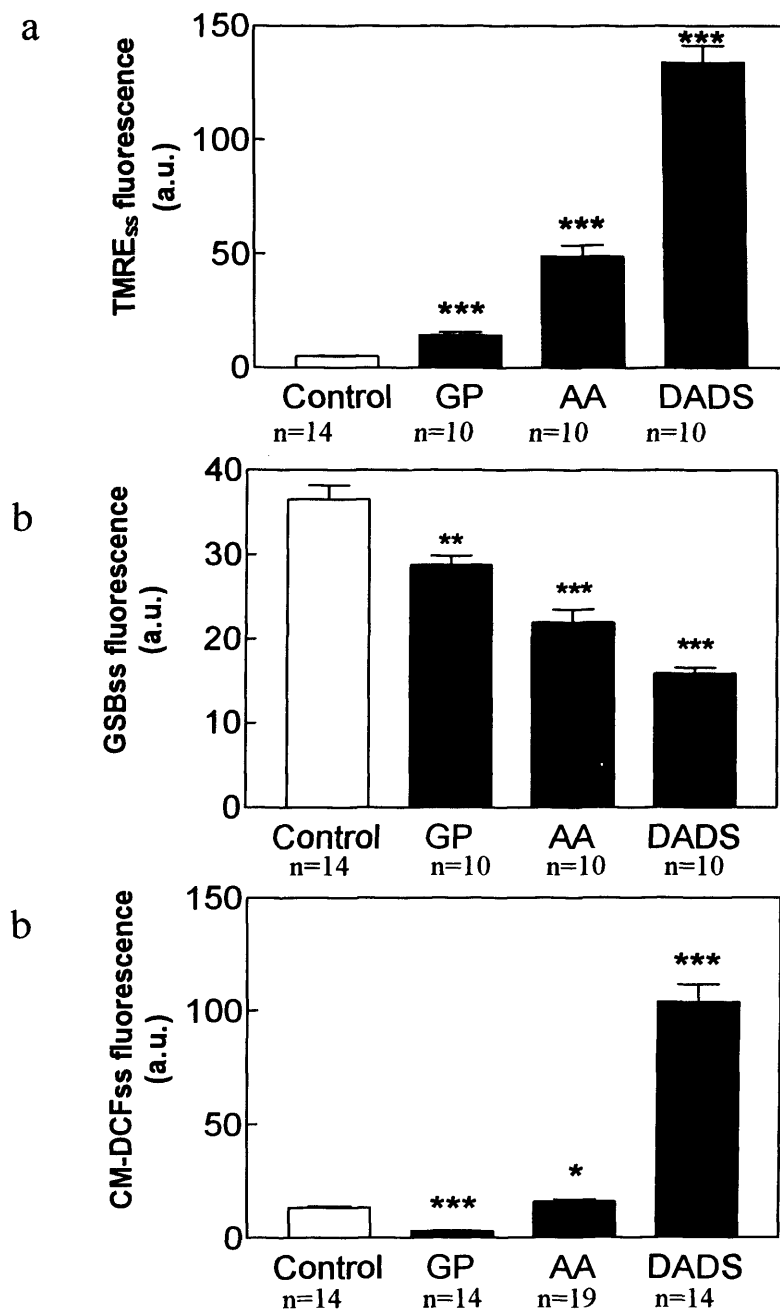 a
TMREss fluorescence
(a.u.)
150
100
50
0
***
***
***
Control GP AA DADS
n=14 n=10 n=10 n=10
b
GSBss fluorescence
(a.u.)
40
30
20
10
0
**
***
***
Control GP AA DADS
n=14 n=10 n=10 n=10
b
CM-DCFss fluorescence
(a.u.)
150
100
50
0
***
*
***
Control GP AA DADS
n=14 n=14 n=19 n=14